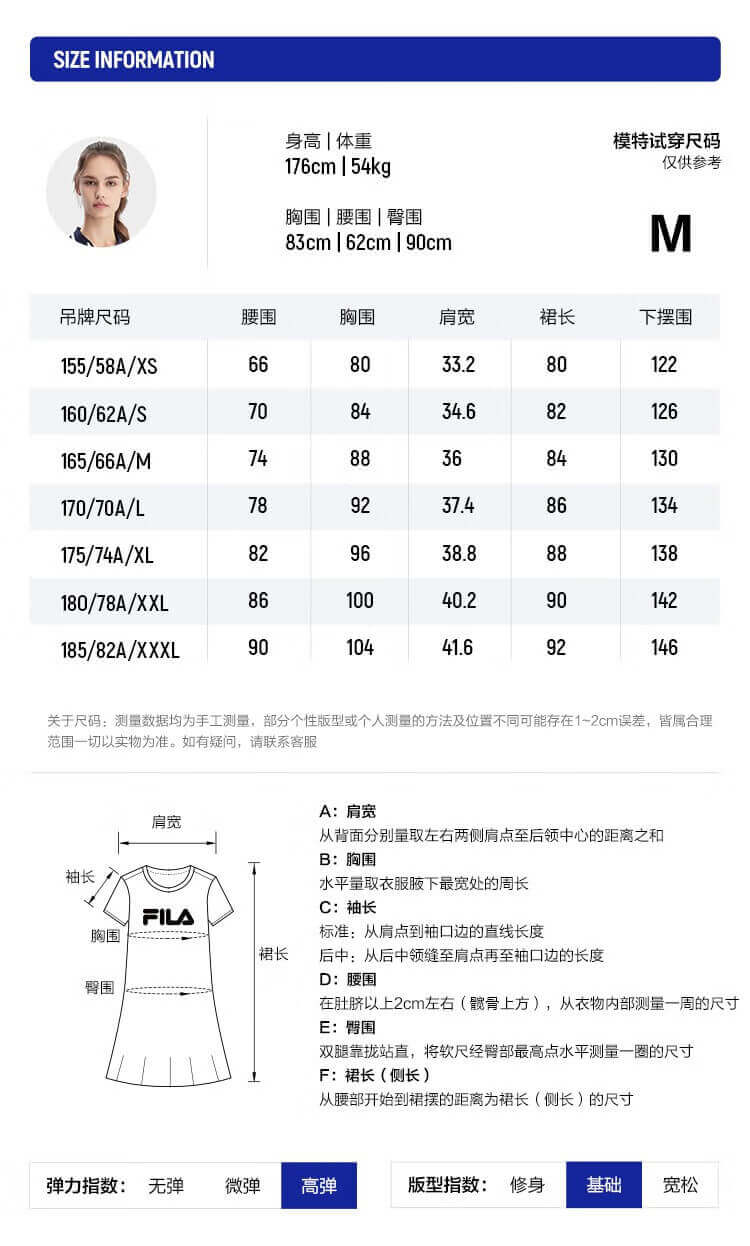 SIZE INFORMATION
身高 | 体重
176cm | 54kg
模特试穿尺码
仅供参考
胸围 | 腰围 | 臀围
83cm | 62cm | 90cm
M
吊牌尺码 腰围 胸围 肩宽 裙长 下摆围
155/58A/XS 66 80 33.2 80 122
160/62A/S 70 84 34.6 82 126
165/66A/M 74 88 36 84 130
170/70A/L 78 92 37.4 86 134
175/74A/XL 82 96 38.8 88 138
180/78A/XXL 86 100 40.2 90 142
185/82A/XXXL 90 104 41.6 92 146
关于尺码：测量数据均为手工测量，部分个性版型或个人测量的方法及位置不同可能存在1~2cm误差，皆属合理
范围一切以实物为准。如有疑问，请联系客服
肩宽
袖长
FILA
胸围
裙长
臀围
A：肩宽
从背面分别量取左右两侧肩点至后领中心的距离之和
B：胸围
水平量取衣服腋下最宽处的周长
C：袖长
标准：从肩点到袖口边的直线长度
后中：从后中领缝至肩点再至袖口边的长度
D：腰围
在肚脐以上2cm左右（髋骨上方），从衣物内部测量一周的尺寸
E：臀围
双腿靠拢站直，将软尺经臀部最高点水平测量一圈的尺寸
F：裙长（侧长）
从腰部开始到裙摆的距离为裙长（侧长）的尺寸
弹力指数： 无弹 微弹 高弹
版型指数： 修身 基础 宽松